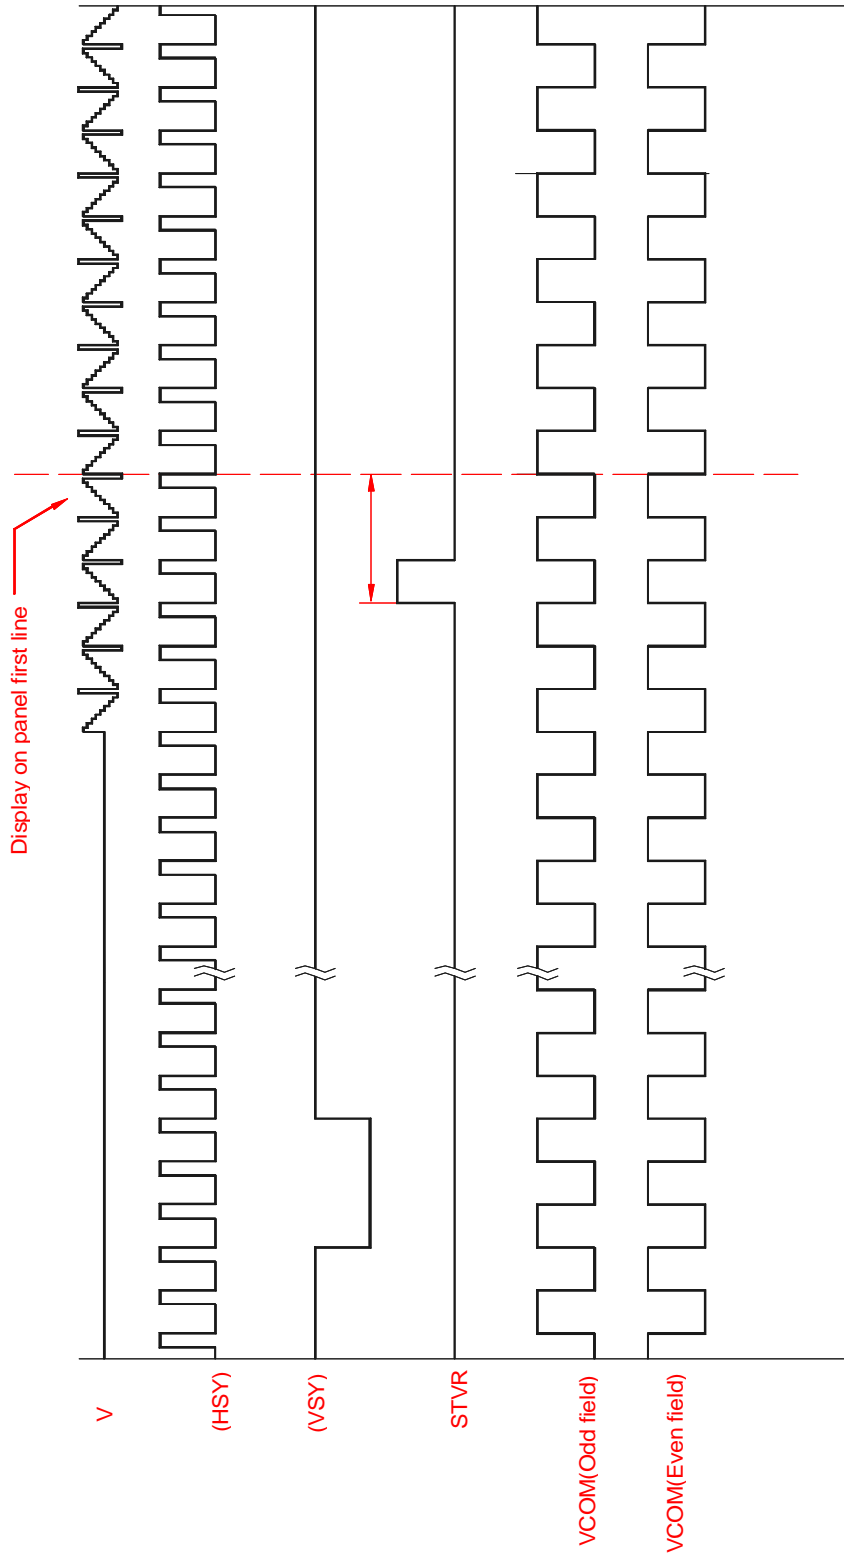 Display on panel first line
V
(HSY)
(VSY)
STVR
VCOM(Odd field)
VCOM(Even field)